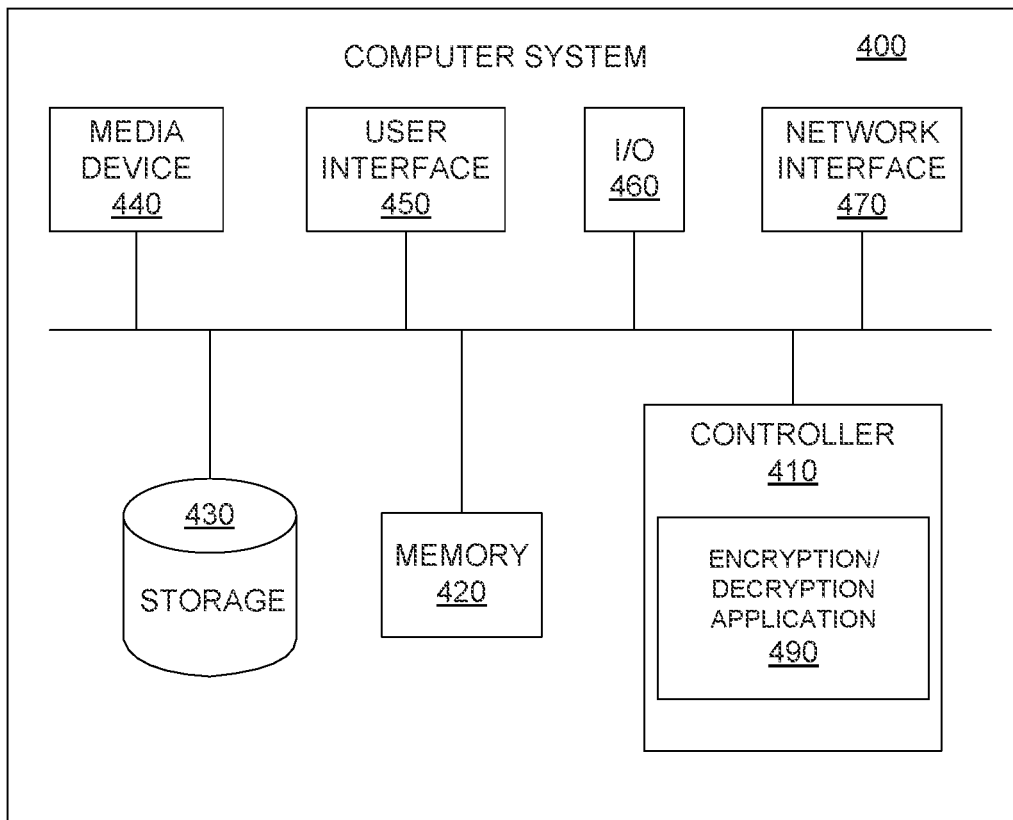 COMPUTER SYSTEM
400
MEDIA
DEVICE
440
USER
INTERFACE
450
I/O
460
NETWORK
INTERFACE
470
430
STORAGE
MEMORY
420
CONTROLLER
410
ENCRYPTION/
DECRYPTION
APPLICATION
490